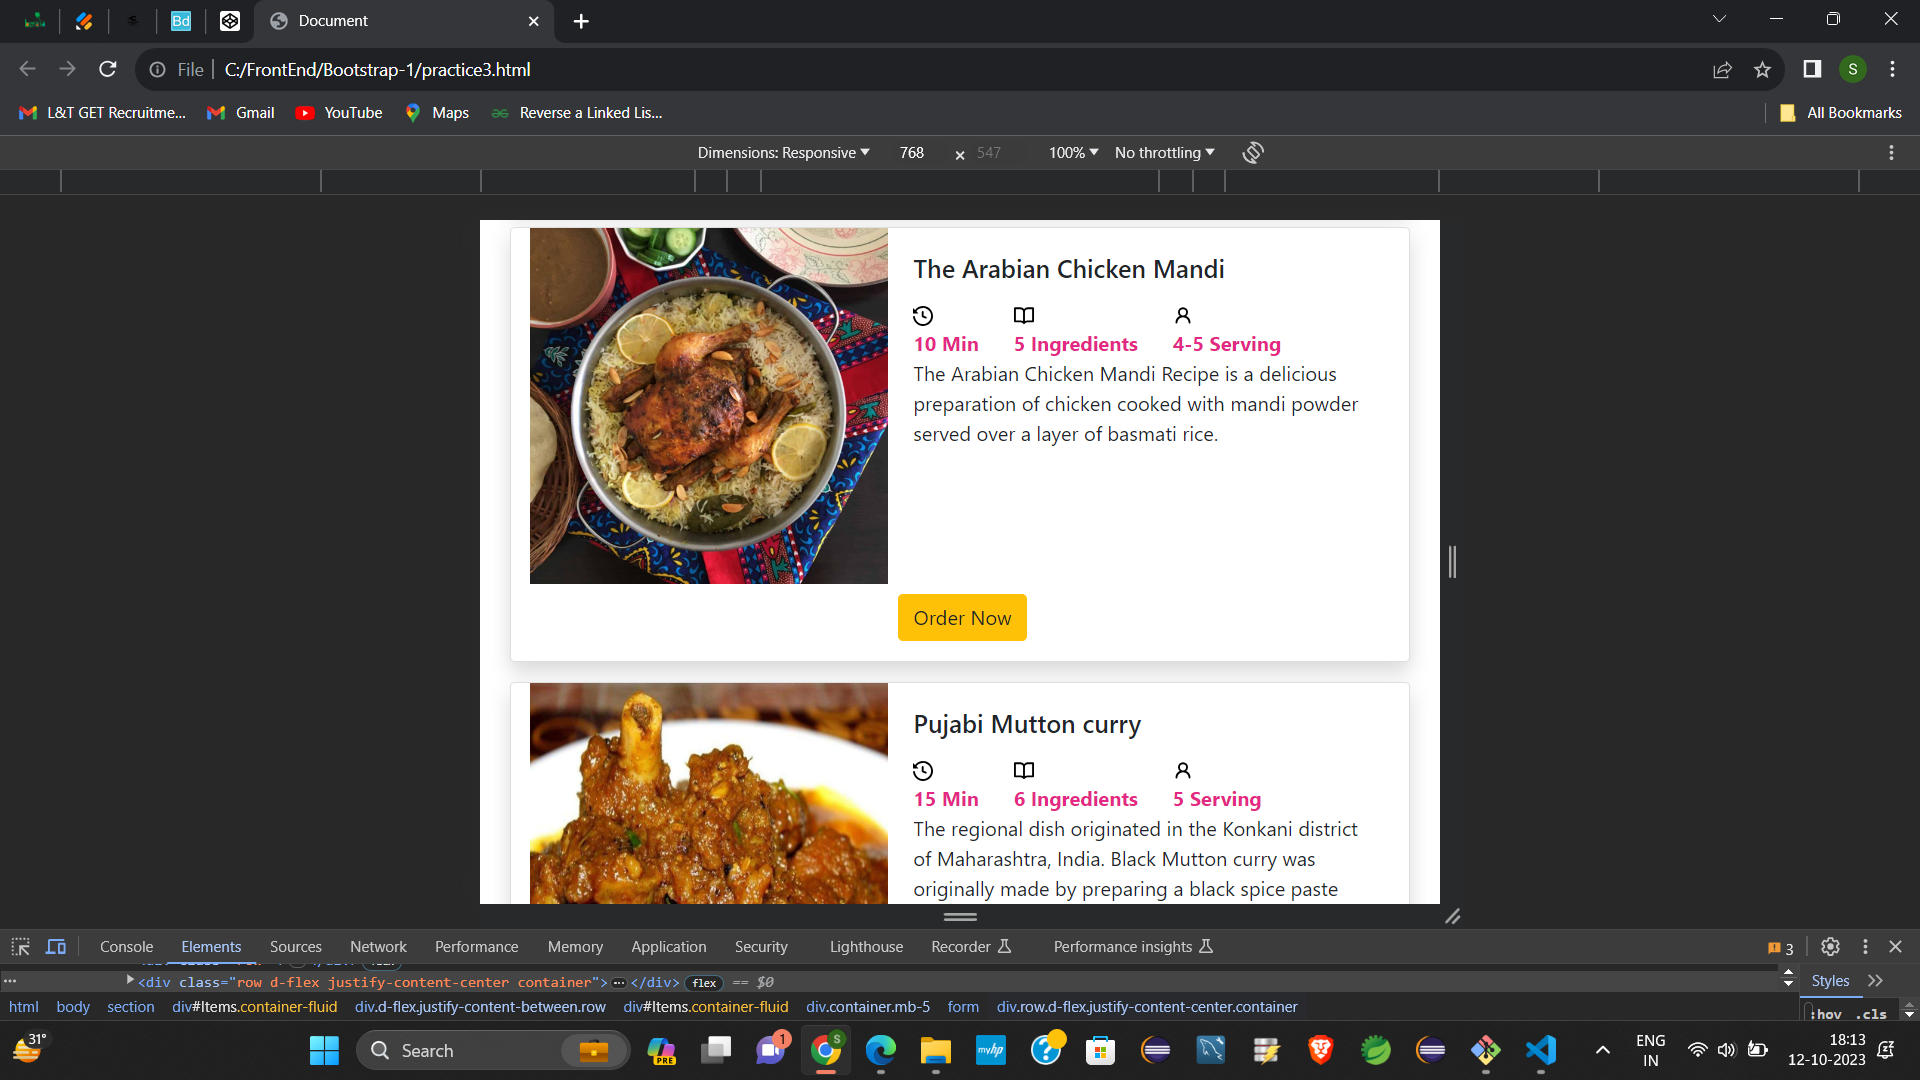 Bd
Document
File
C:/FrontEnd/Bootstrap-1/practice3.html
S
L&T GET Recruitme...
Gmail
YouTube
Maps
Reverse a Linked Lis...
All Bookmarks
Dimensions: Responsive
768
×
547
100%
No throttling
The Arabian Chicken Mandi
10 Min
5 Ingredients
4-5 Serving
The Arabian Chicken Mandi Recipe is a delicious
preparation of chicken cooked with mandi powder
served over a layer of basmati rice.
Order Now
Pujabi Mutton curry
15 Min
6 Ingredients
5 Serving
The regional dish originated in the Konkani district
of Maharashtra, India. Black Mutton curry was
originally made by preparing a black spice paste
Console
Elements
Sources
Network
Performance
Memory
Application
Security
Lighthouse
Recorder
Performance insights
3
<div class="row d-flex justify-content-center container">
</div>
flex
== $0
Styles
html
body
section
div#Items.container-fluid
div.d-flex.justify-content-between.row
div#Items.container-fluid
div.container.mb-5
form
div.row.d-flex.justify-content-center.container
:hov
.cls
31°
Search
PRE
1
S
myhp
ENG
IN
18:13
12-10-2023